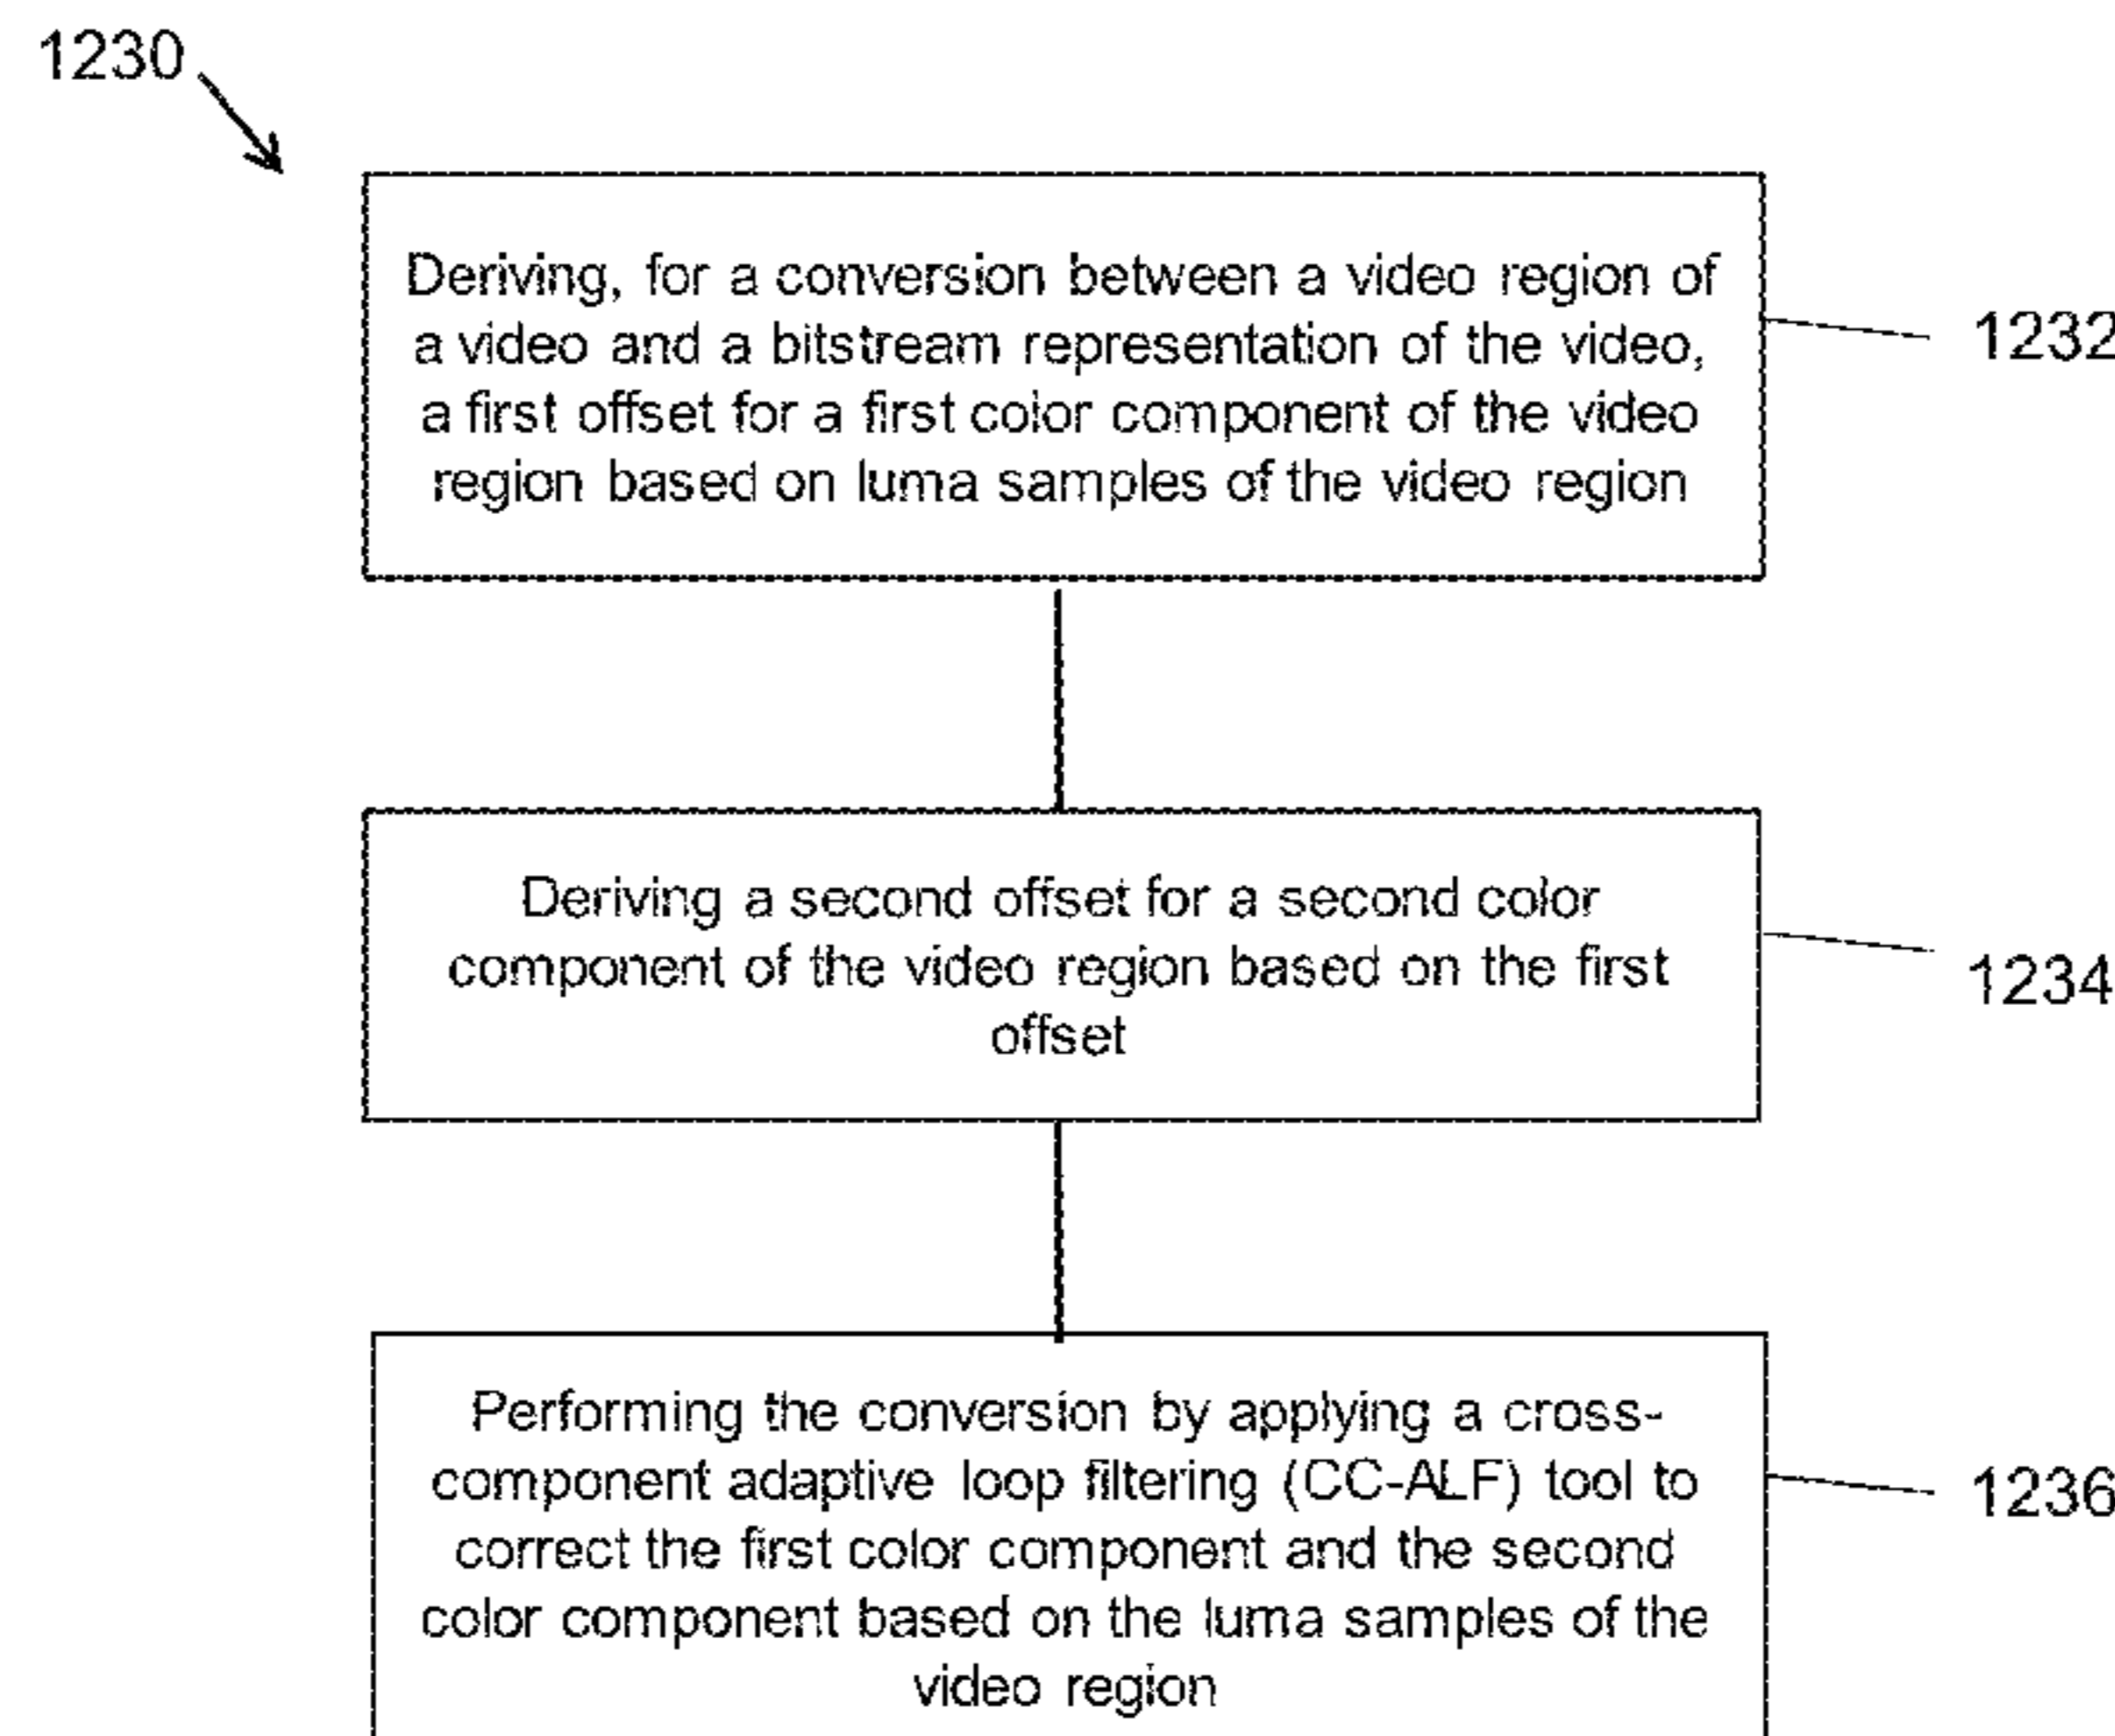 1230
Deriving, for a conversion between a video region of
a video and a bitstream representation of the video,
a first offset for a first color component of the video
region based on luma samples of the video region
1232
Deriving a second offset for a second color
component of the video region based on the first
offset
1234
Performing the conversion by applying a cross-
component adaptive loop filtering (CC-ALF) tool to
correct the first color component and the second
color component based on the luma samples of the
video region
1236